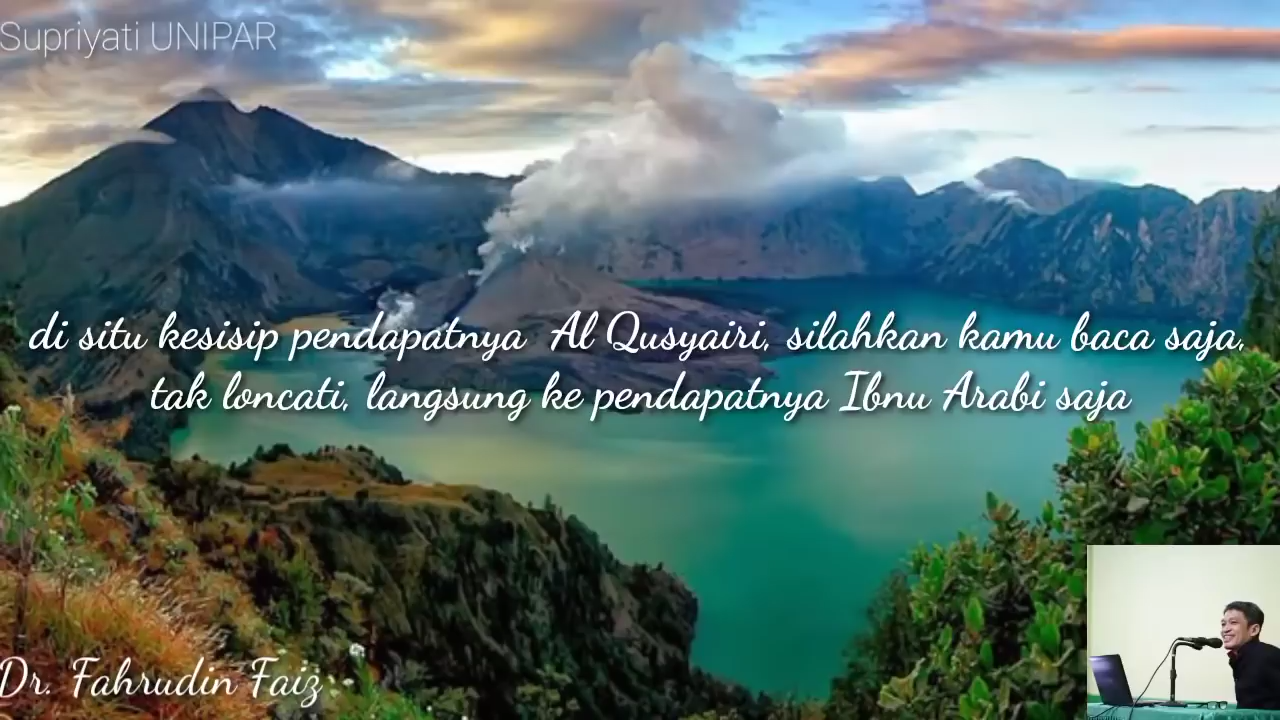 Supriyati UNIPAR
di situ kesisip pendapatnya Al Qusyairi, silahkan kamu baca saja,
tak loncati, langsung ke pendapatnya Ibnu Arabi saja
Dr. Fahrudin Faiz